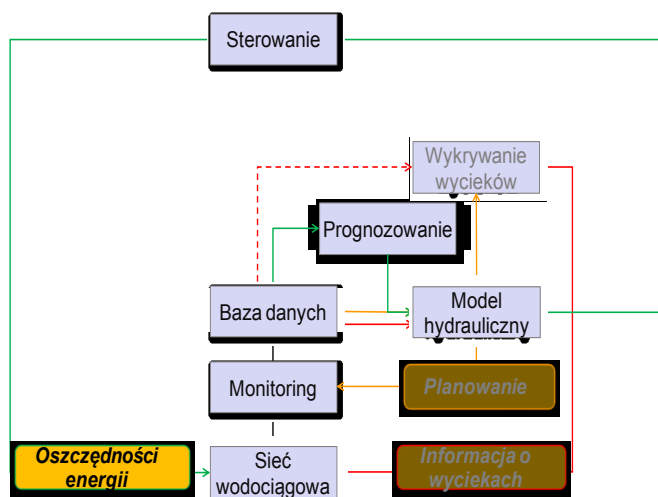 Sterowanie
Wykrywanie
wycieków
Prognozowanie
Baza danych
Model
hydrauliczny
Monitoring
Planowanie
Oszczędności
energii
Sieć
wodociągowa
Informacja o
wyciekach